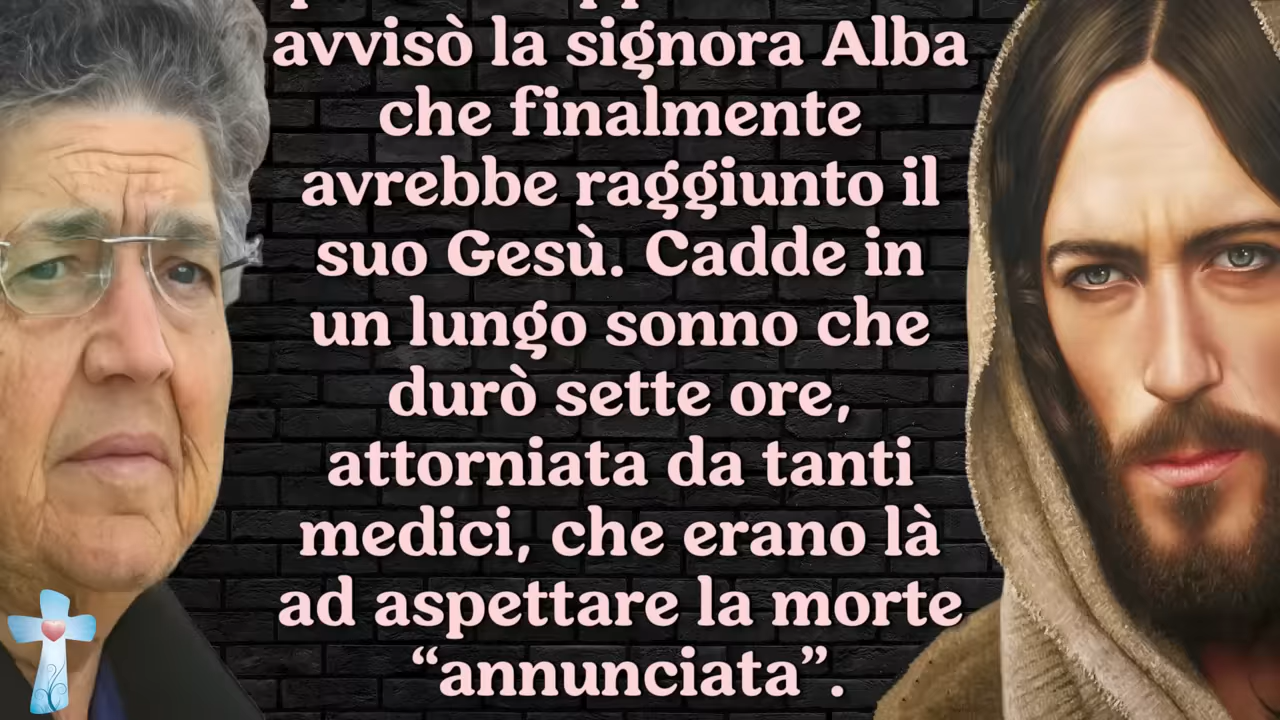 avvisò la signora Alba
che finalmente
avrebbe raggiunto il
suo Gesù. Cadde in
un lungo sonno che
durò sette ore,
attorniata da tanti
medici, che erano là
ad aspettare la morte
“annunciata”.